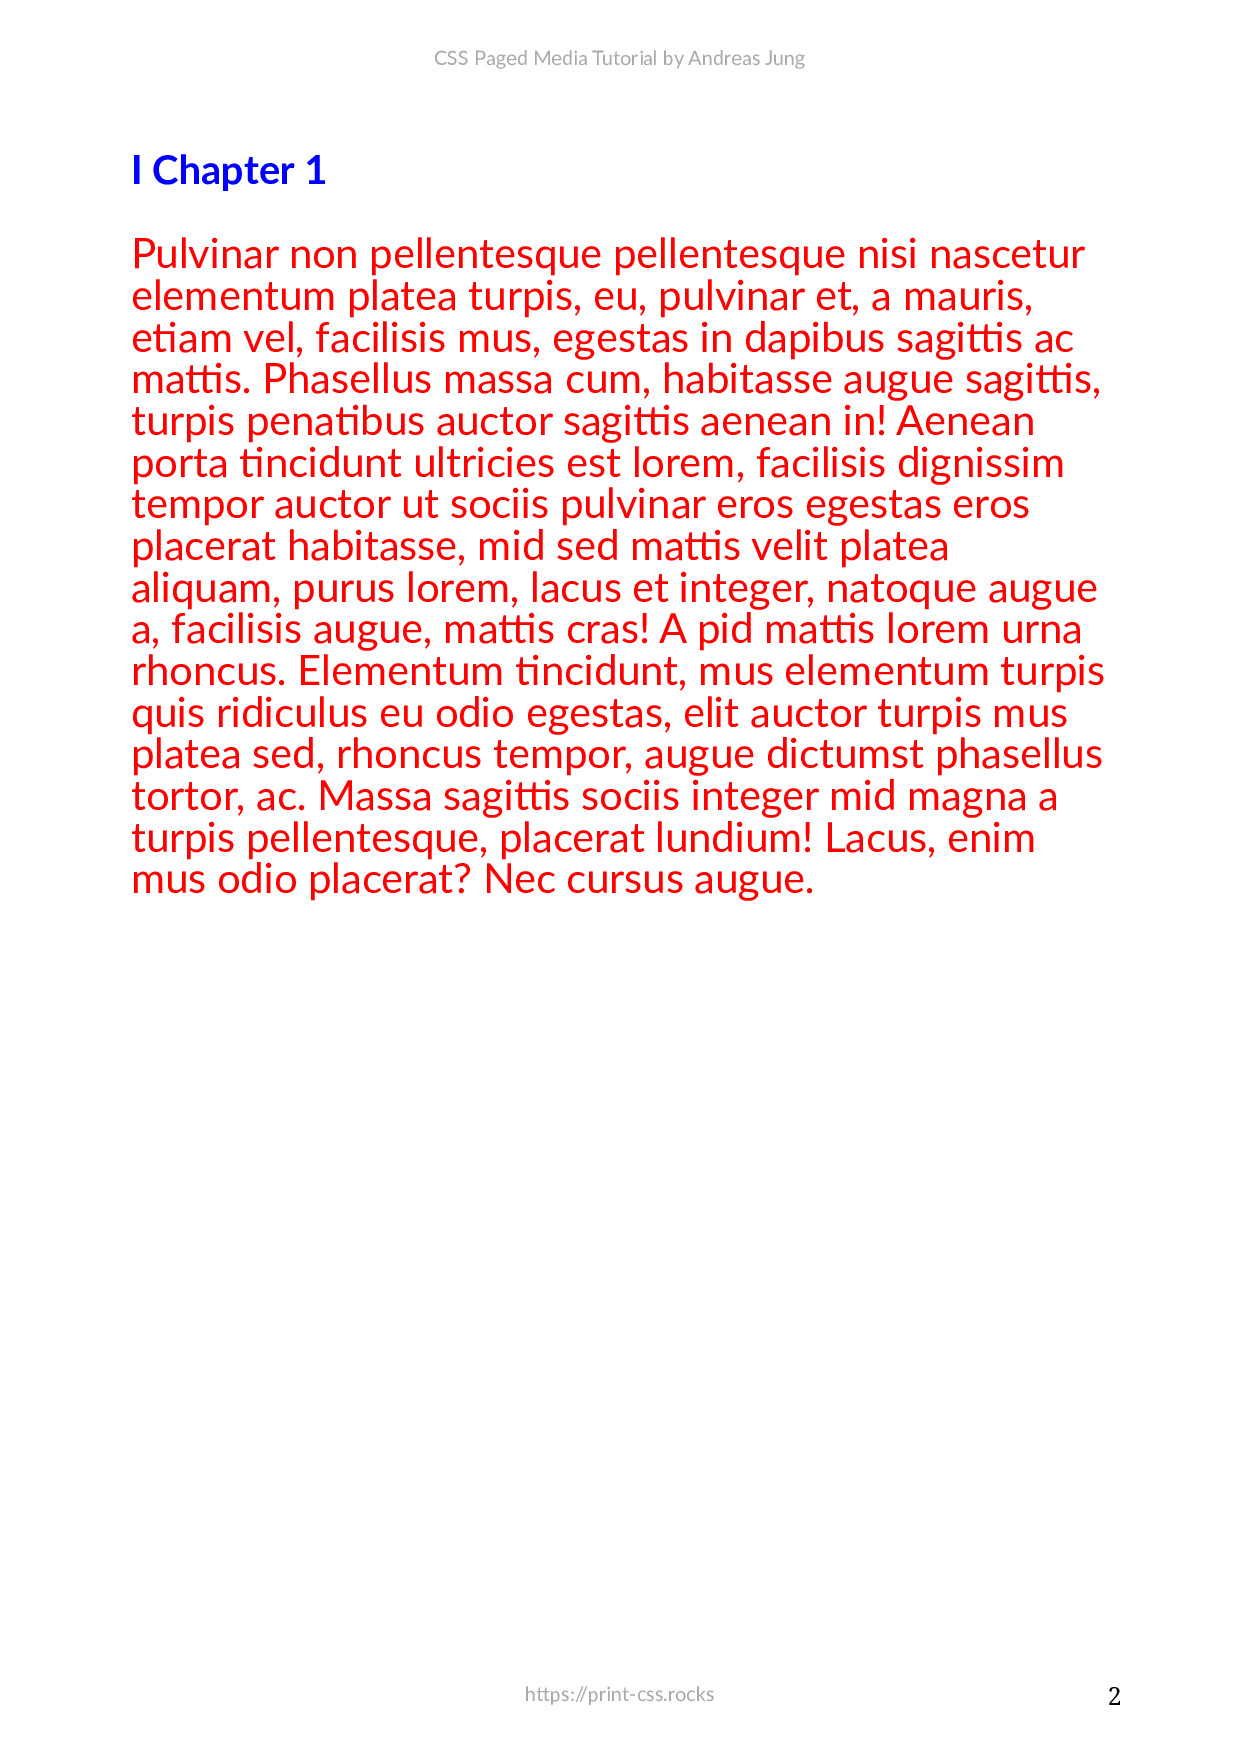 CSS Paged Media Tutorial by Andreas Jung
I Chapter 1
Pulvinar non pellentesque pellentesque nisi nascetur
elementum platea turpis, eu, pulvinar et, a mauris,
etiam vel, facilisis mus, egestas in dapibus sagittis ac
mattis. Phasellus massa cum, habitasse augue sagittis,
turpis penatibus auctor sagittis aenean in! Aenean
porta tincidunt ultricies est lorem, facilisis dignissim
tempor auctor ut sociis pulvinar eros egestas eros
placerat habitasse, mid sed mattis velit platea
aliquam, purus lorem, lacus et integer, natoque augue
a, facilisis augue, mattis cras! A pid mattis lorem urna
rhoncus. Elementum tincidunt, mus elementum turpis
quis ridiculus eu odio egestas, elit auctor turpis mus
platea sed, rhoncus tempor, augue dictumst phasellus
tortor, ac. Massa sagittis sociis integer mid magna a
turpis pellentesque, placerat lundium! Lacus, enim
mus odio placerat? Nec cursus augue.
https://print-css.rocks
2